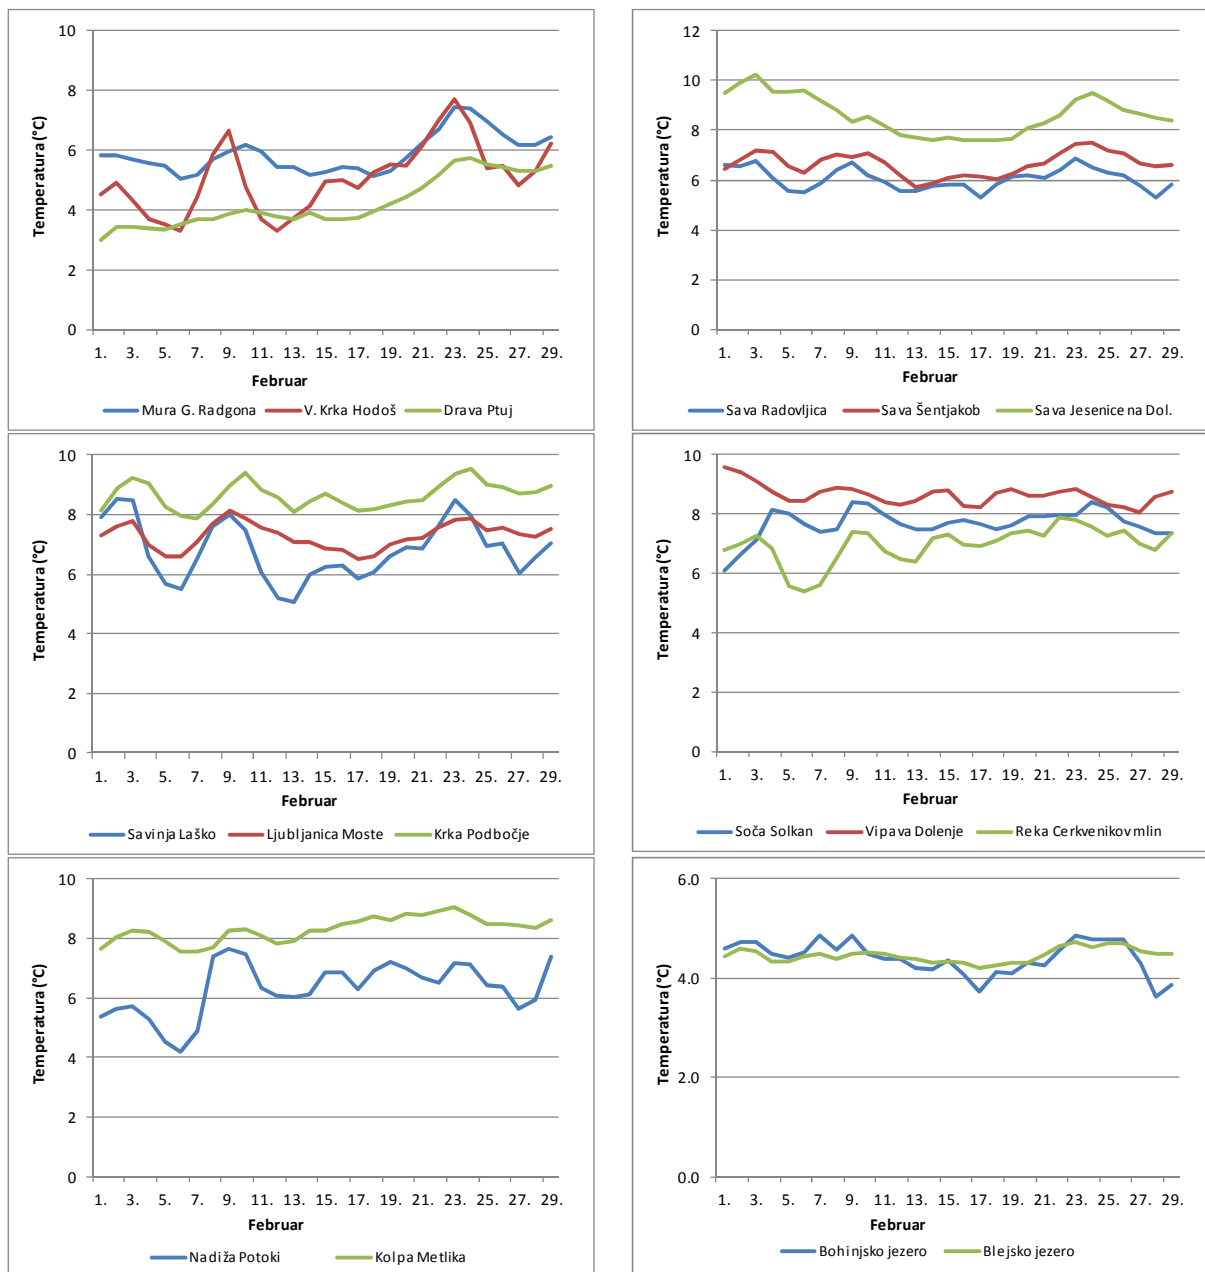 10
8
6
4
2
0
Temperatura (°C)
1. 3. 5. 7. 9. 11. 13. 15. 17. 19. 21. 23. 25. 27. 29.
Februar
Mura G. Radgona V. Krka Hodoš Drava Ptuj
12
10
8
6
4
2
0
Temperatura (°C)
1. 3. 5. 7. 9. 11. 13. 15. 17. 19. 21. 23. 25. 27. 29.
Februar
Sava Radovljica Sava Šentjakob Sava Jesenice na Dol.
10
8
6
4
2
0
Temperatura (°C)
1. 3. 5. 7. 9. 11. 13. 15. 17. 19. 21. 23. 25. 27. 29.
Februar
Savinja Laško Ljubljanica Moste Krka Podbočje
10
8
6
4
2
0
Temperatura (°C)
1. 3. 5. 7. 9. 11. 13. 15. 17. 19. 21. 23. 25. 27. 29.
Februar
Soča Solkan Vipava Dolenje Reka Cerkvenikov mlin
10
8
6
4
2
0
Temperatura (°C)
1. 3. 5. 7. 9. 11. 13. 15. 17. 19. 21. 23. 25. 27. 29.
Februar
Nadiža Potoki Kolpa Metlika
6.0
4.0
2.0
0.0
Temperatura (°C)
1. 3. 5. 7. 9. 11. 13. 15. 17. 19. 21. 23. 25. 27. 29.
Februar
Bohinjsko jezero Blejsko jezero